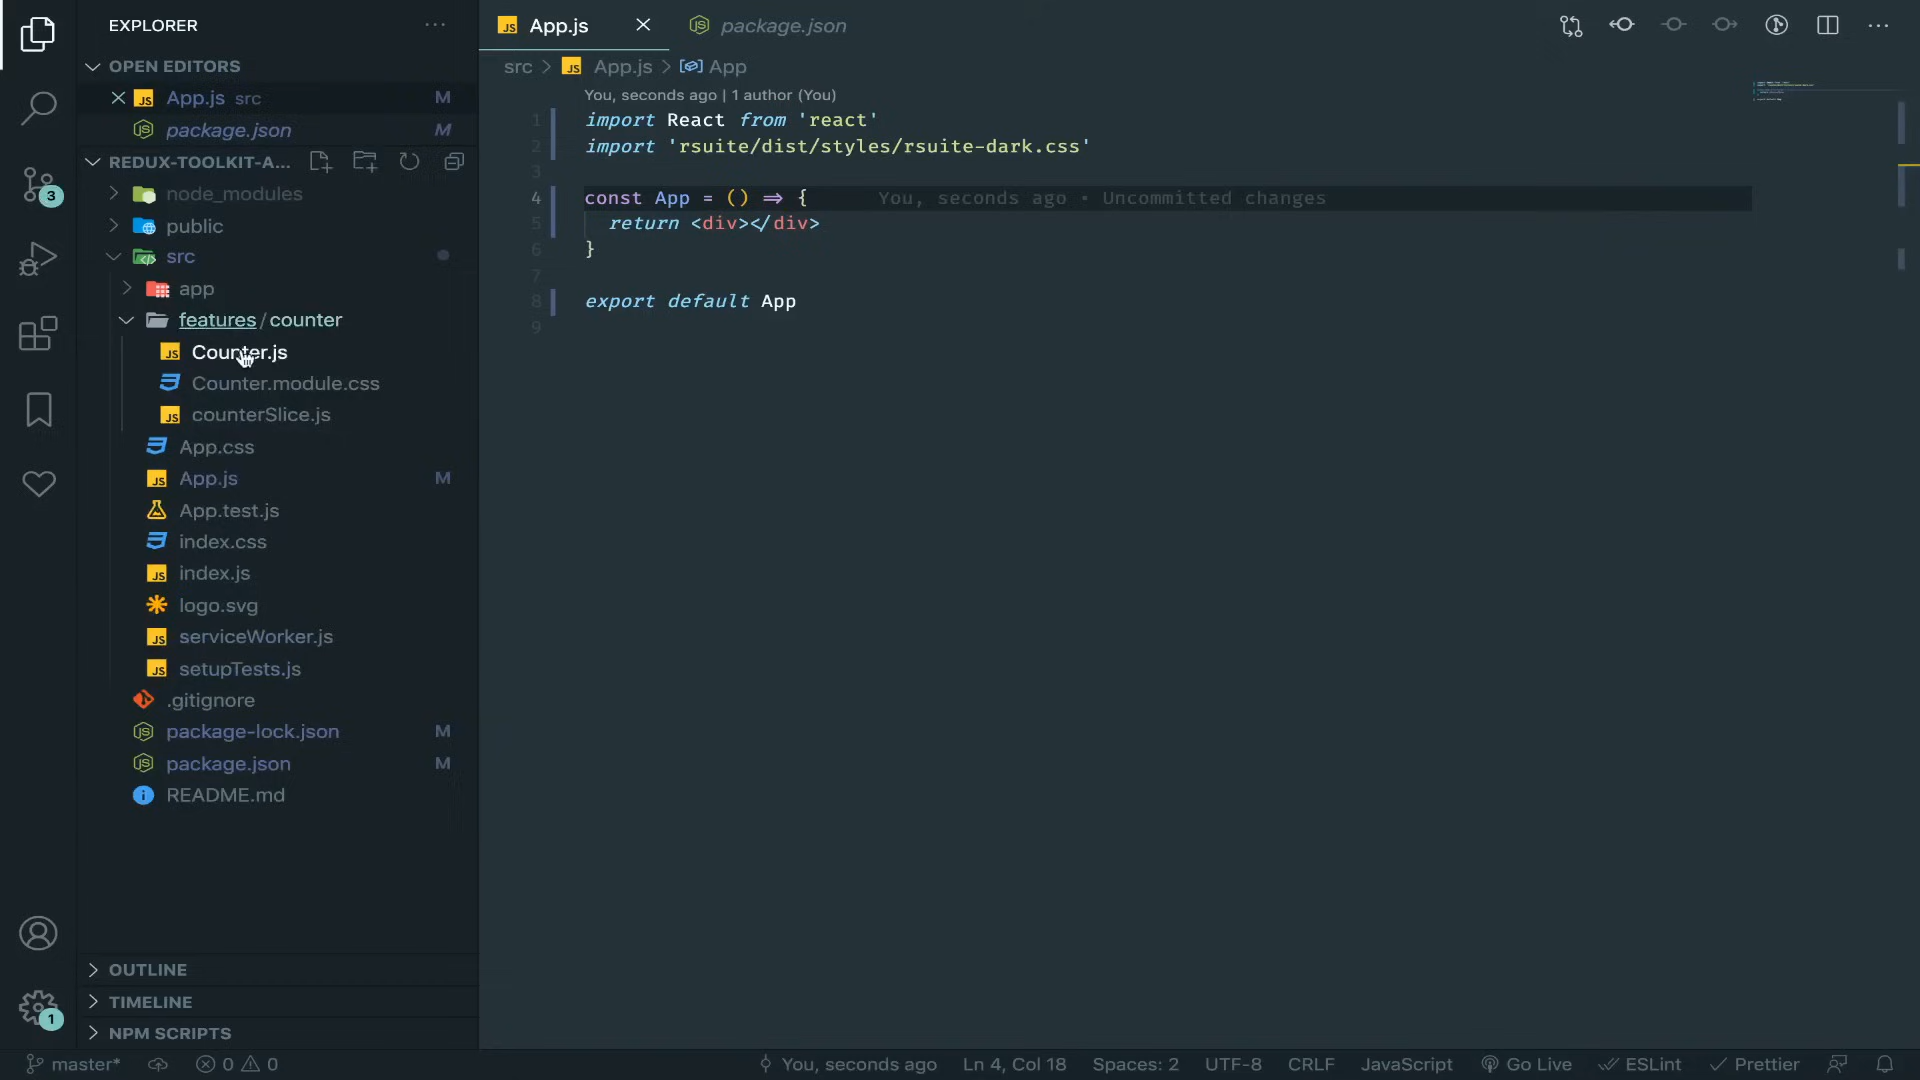 EXPLORER
OPEN EDITORS
App.js src M
package.json M
REDUX-TOOLKIT-A...
node_modules
public
src
app
features / counter
Counter.js
Counter.module.css
counterSlice.js
App.css
App.js M
App.test.js
index.css
index.js
logo.svg
serviceWorker.js
setupTests.js
.gitignore
package-lock.json M
package.json M
README.md
OUTLINE
TIMELINE
NPM SCRIPTS
3
1
App.js
package.json
src > App.js > App
You, seconds ago | 1 author (You)
1 import React from 'react'
2 import 'rsuite/dist/styles/rsuite-dark.css'
3
4 const App = () ⇒ { You, seconds ago • Uncommitted changes
5 return <div></div>
6 }
7
8 export default App
9
master* 0 0 You, seconds ago Ln 4, Col 18 Spaces: 2 UTF-8 CRLF JavaScript Go Live ESLint Prettier